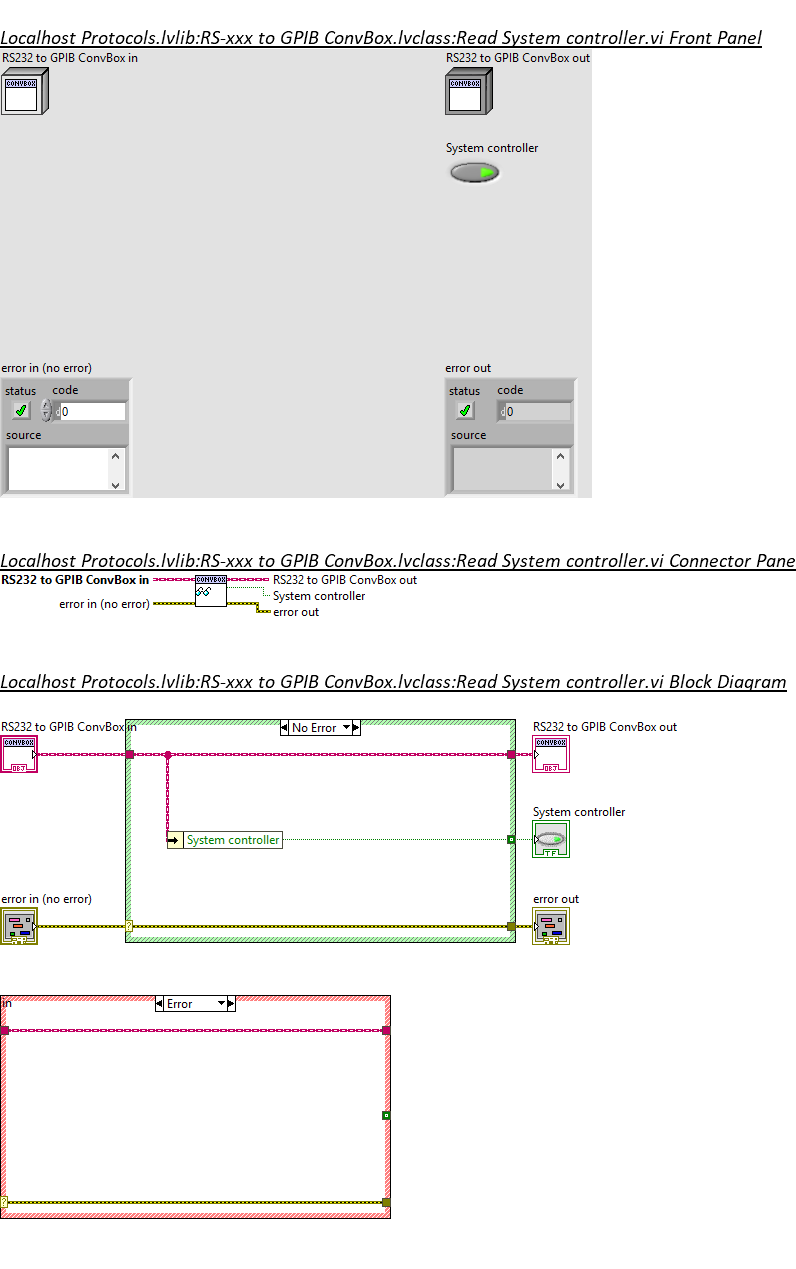 Localhost Protocols.lvlib:RS-xxx to GPIB ConvBox.lvclass:Read System controller.vi Front Panel
RS232 to GPIB ConvBox in
RS232 to GPIB ConvBox out
CONVBOX
CONVBOX
System controller
error in (no error)
error out
status code
status code
d 0
d 0
source
source
Localhost Protocols.lvlib:RS-xxx to GPIB ConvBox.lvclass:Read System controller.vi Connector Pane
RS232 to GPIB ConvBox in
CONVBOX
RS232 to GPIB ConvBox out
System controller
error in (no error)
error out
Localhost Protocols.lvlib:RS-xxx to GPIB ConvBox.lvclass:Read System controller.vi Block Diagram
RS232 to GPIB ConvBox in
No Error
RS232 to GPIB ConvBox out
CONVBOX
OBJ
CONVBOX
OBJ
System controller
System controller
TF
error in (no error)
error out
?
in
Error
?